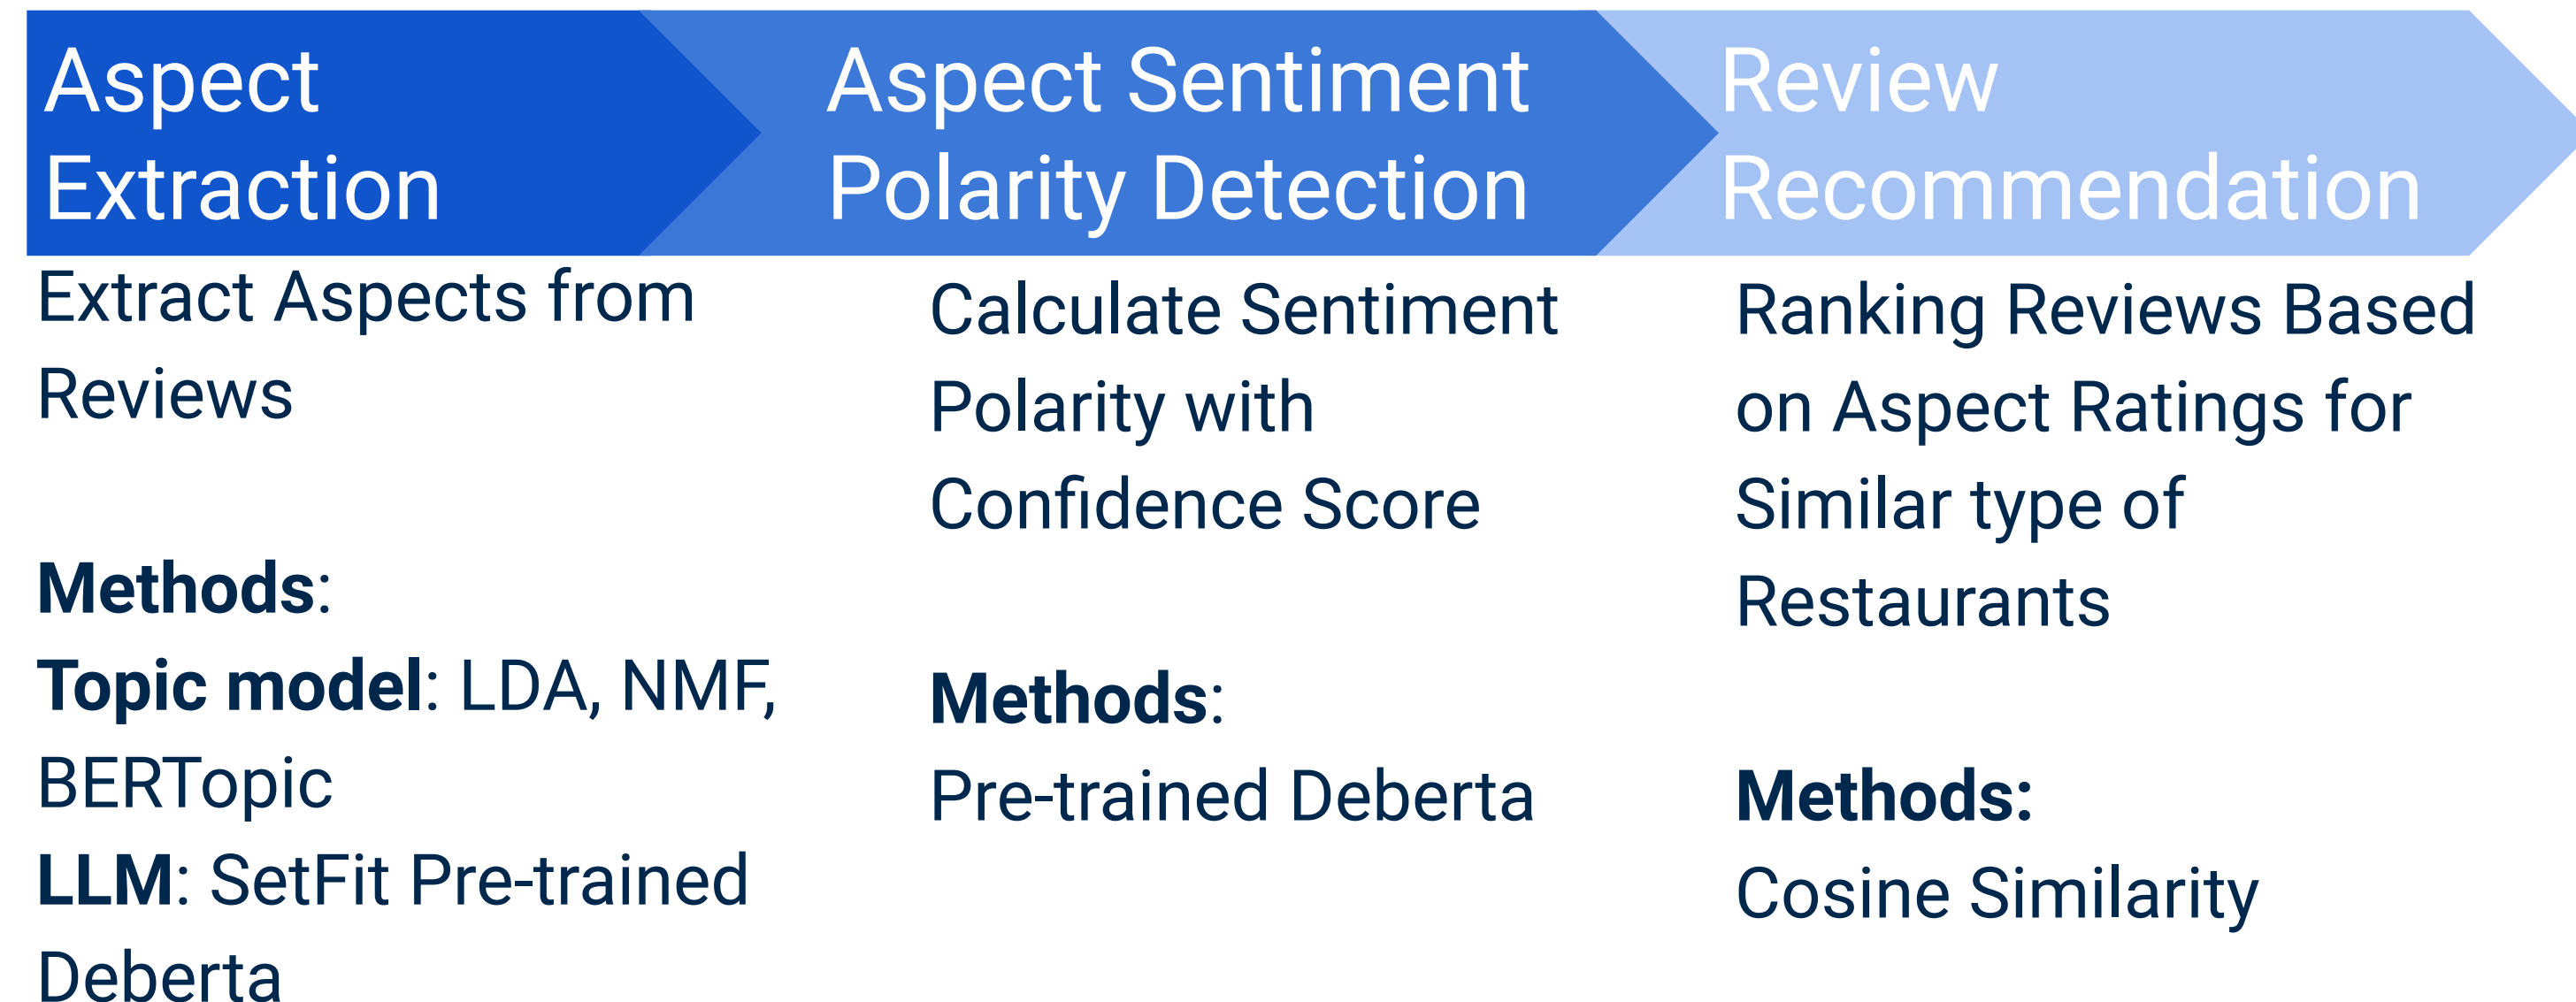 Aspect
Extraction
Aspect Sentiment
Polarity Detection
Review
Recommendation
Extract Aspects from
Reviews
Methods:
Topic model: LDA, NMF,
BERTopic
LLM: SetFit Pre-trained
Deberta
Calculate Sentiment
Polarity with
Confidence Score
Methods:
Pre-trained Deberta
Ranking Reviews Based
on Aspect Ratings for
Similar type of
Restaurants
Methods:
Cosine Similarity